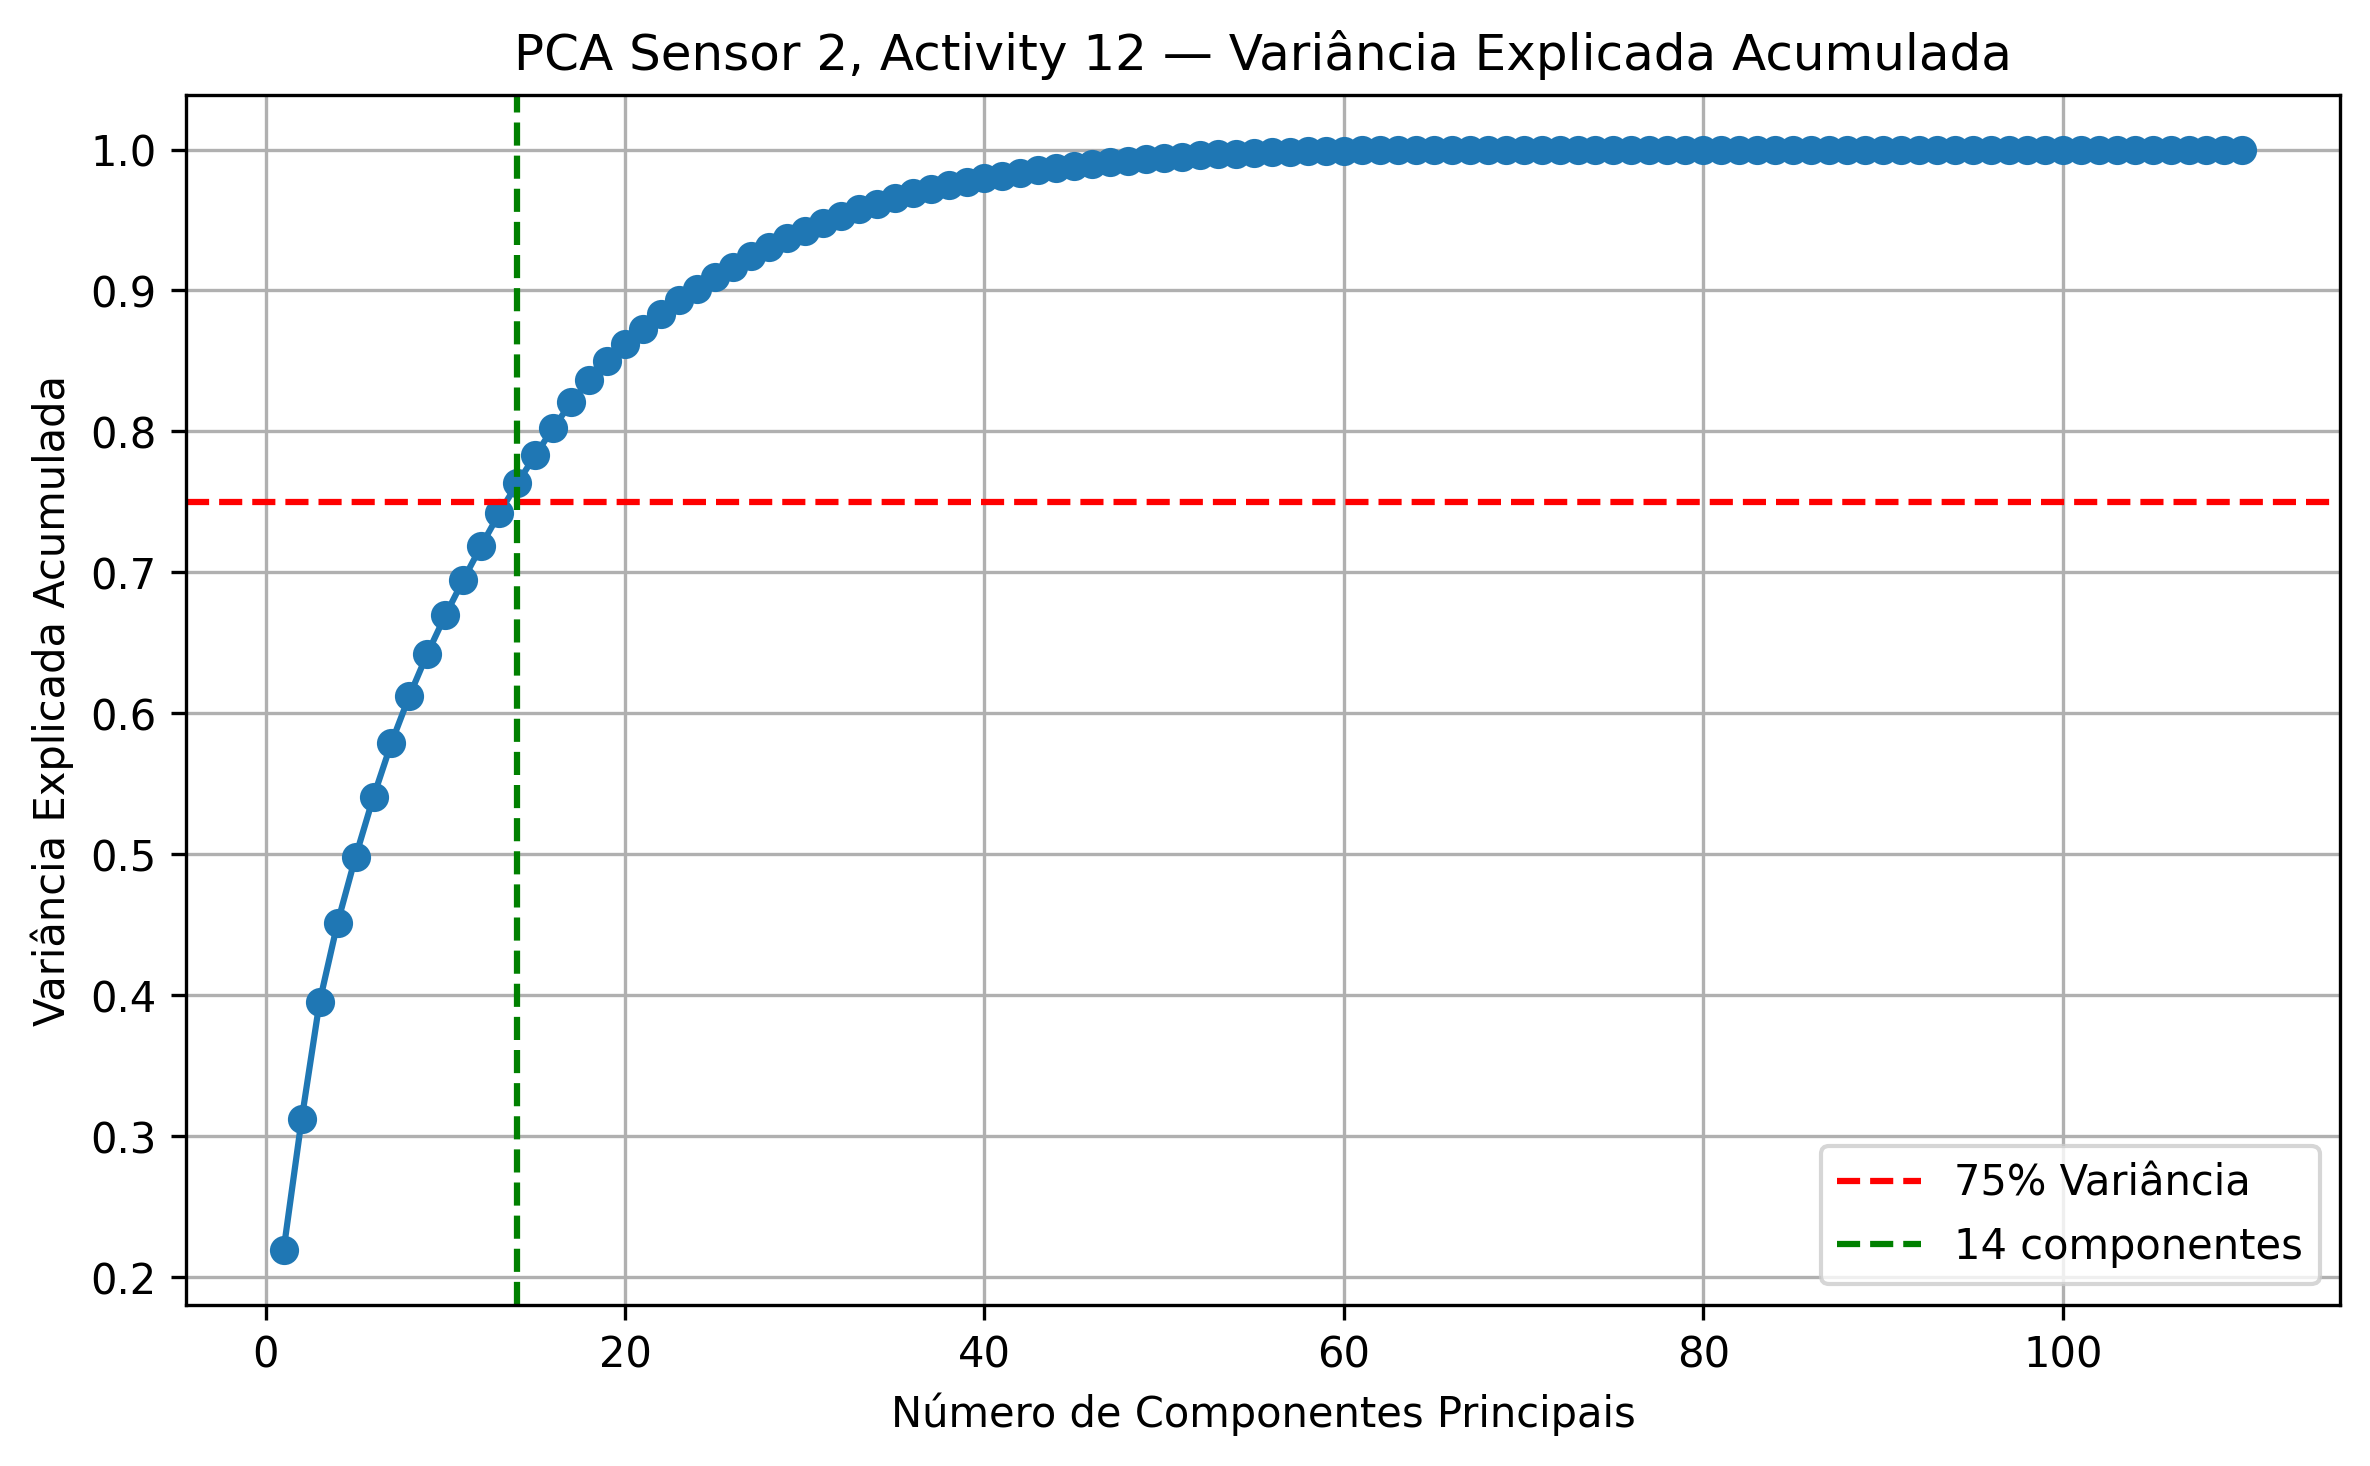 PCA Sensor 2, Activity 12 — Variância Explicada Acumulada
Variância Explicada Acumulada
1.0
0.9
0.8
0.7
0.6
0.5
0.4
0.3
0.2
75% Variância
14 componentes
0 20 40 60 80 100
Número de Componentes Principais